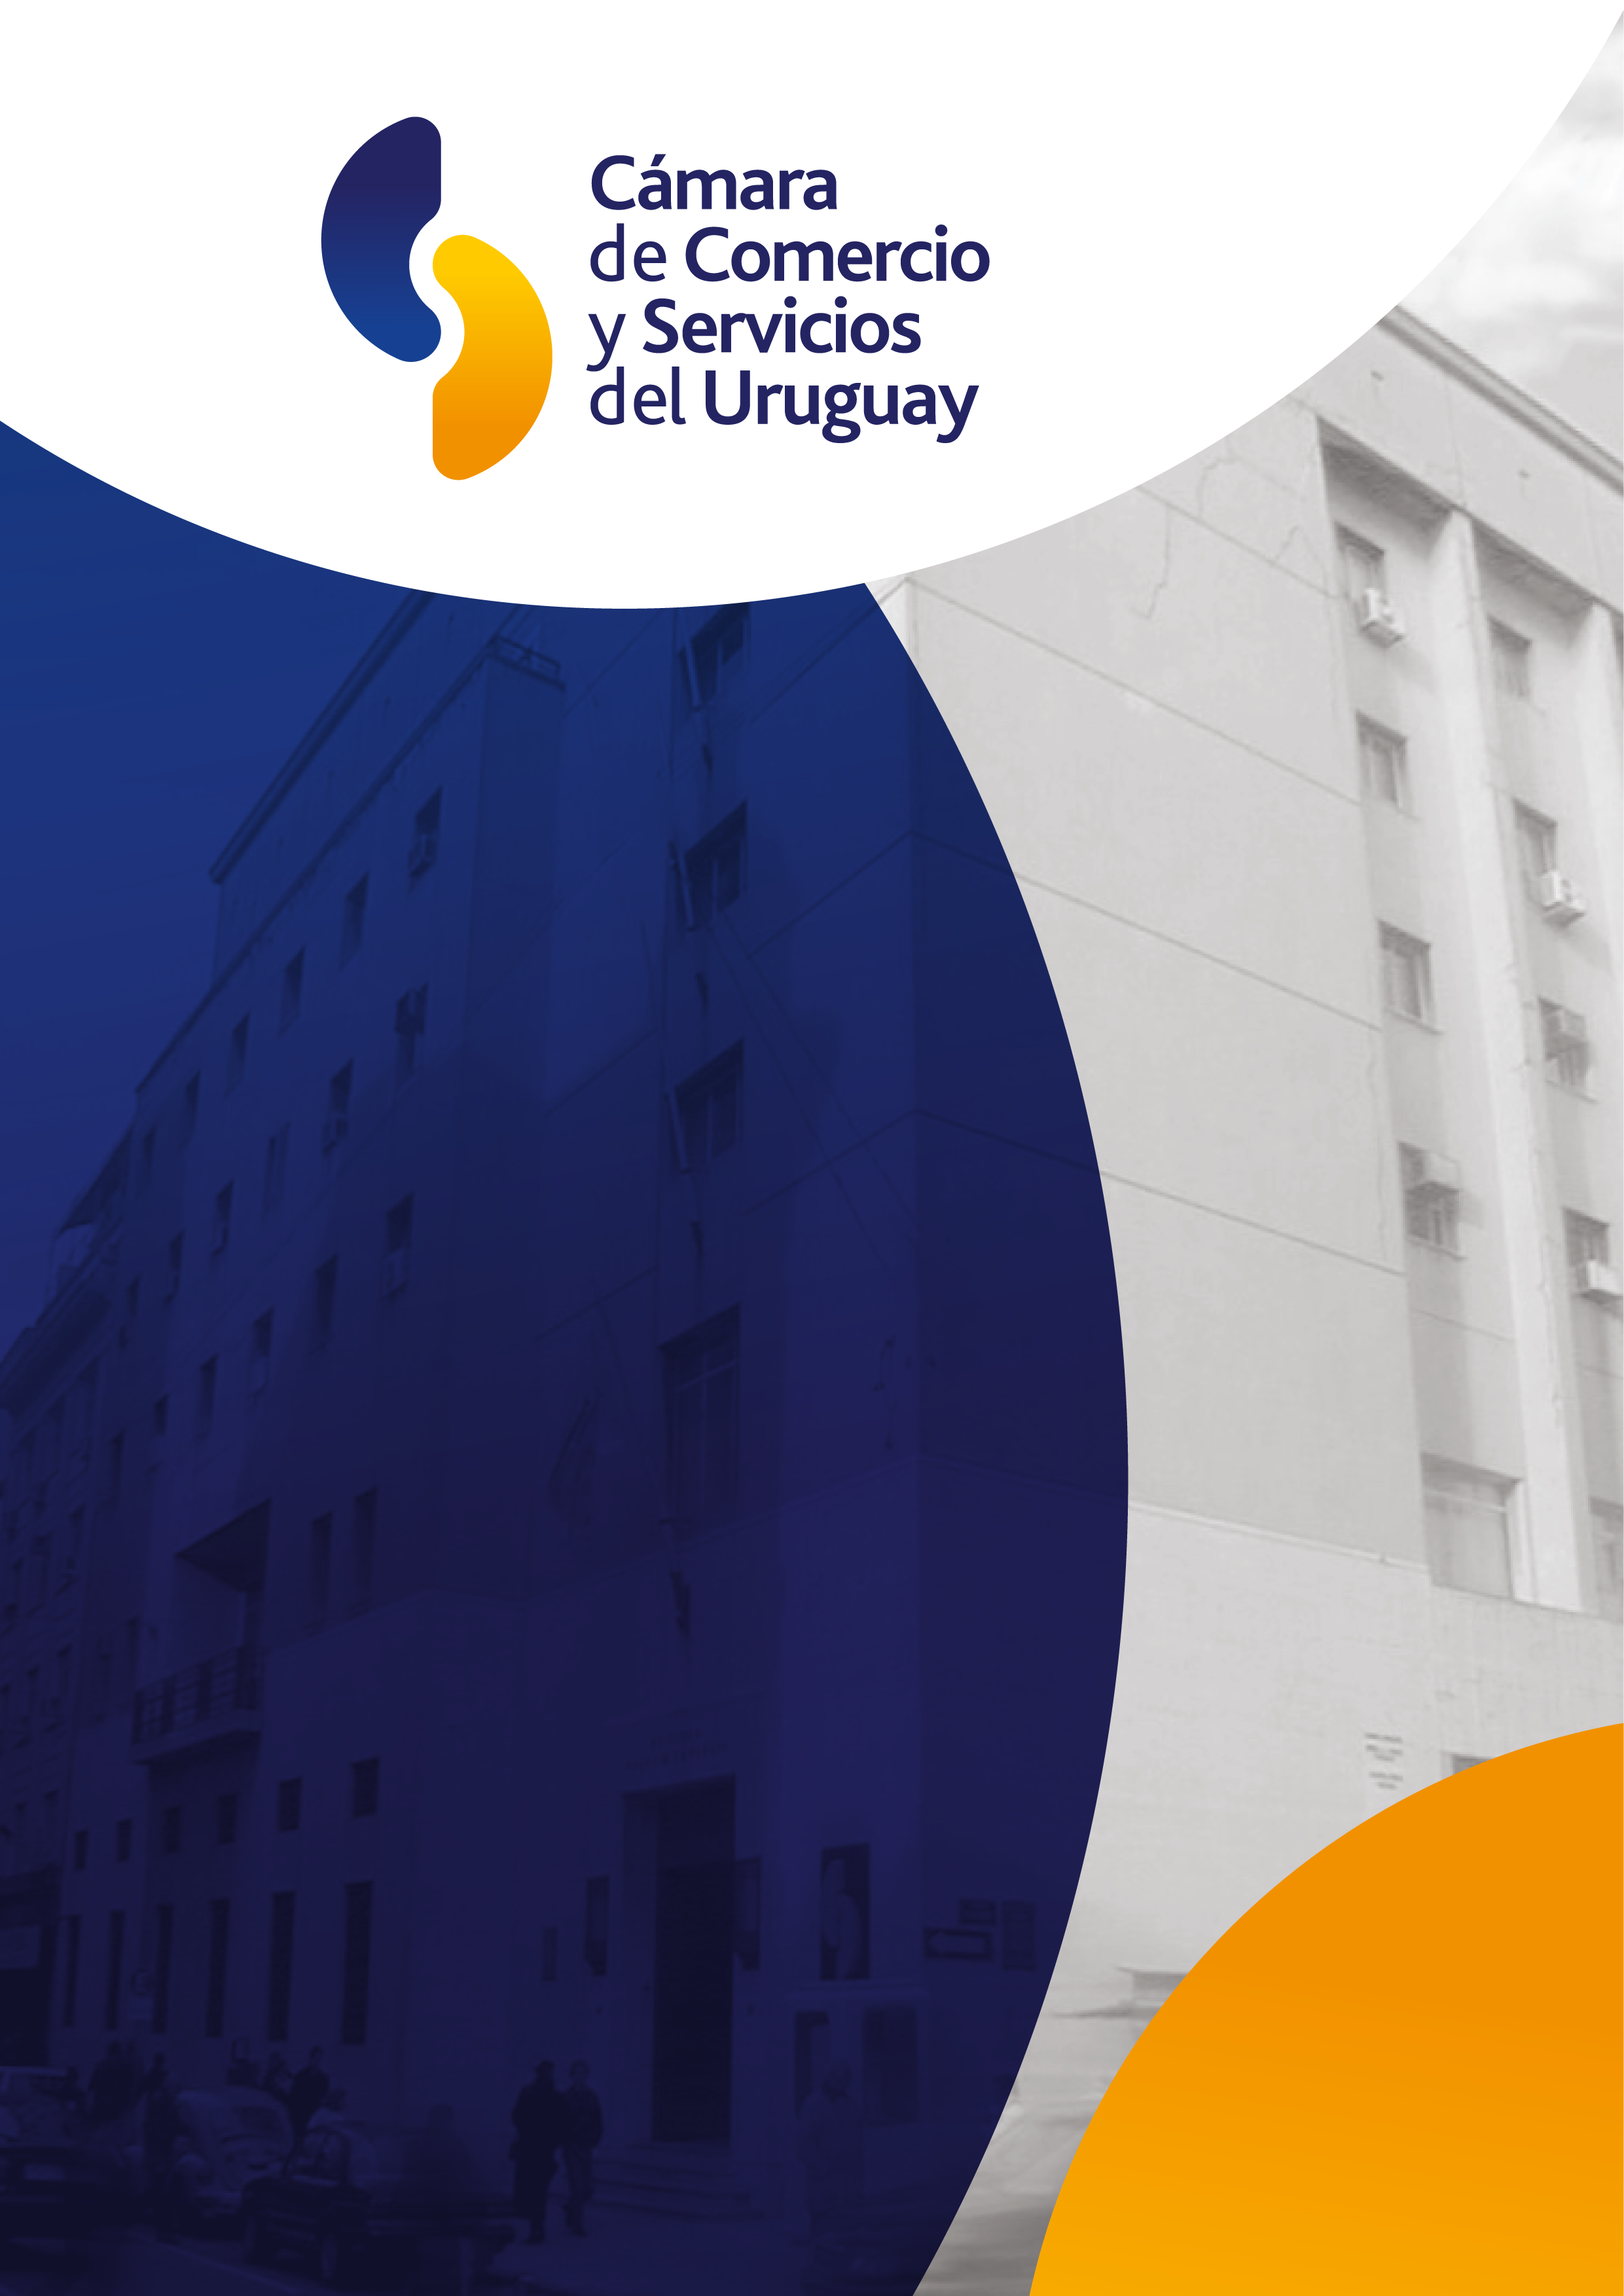 Cámara
de Comercio
y Servicios
del Uruguay